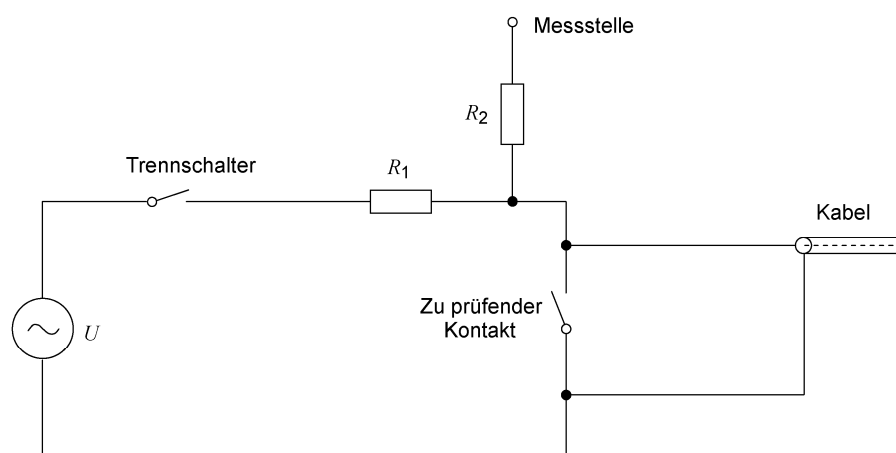 Messstelle
R2
Trennschalter
R1
Kabel
Zu prüfender
Kontakt
U